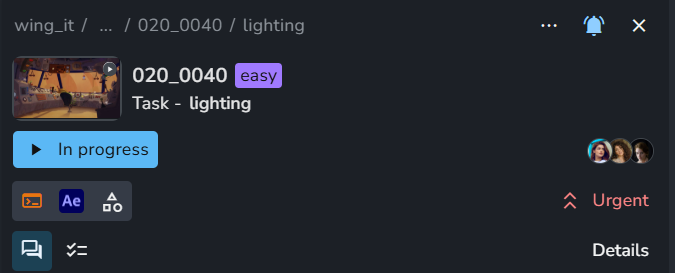 wing_it / ... / 020_0040 / lighting
020_0040 easy
Task - lighting
In progress
Ae
Urgent
Details